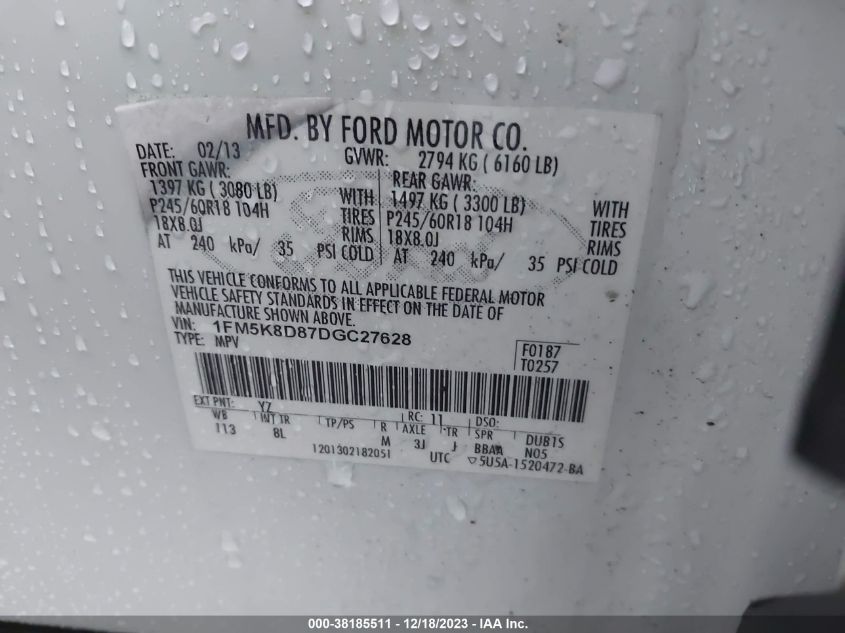 MFD. BY FORD MOTOR CO.
DATE: 02/13 GVWR: 2794 KG ( 6160 LB)
FRONT GAWR: REAR GAWR:
1397 KG ( 3080 LB) WITH 1497 KG ( 3300 LB) WITH
P245/60R18 104H TIRES P245/60R18 104H TIRES
18X8.0J RIMS 18X8.0J RIMS
AT 240 kPa/ 35 PSI COLD AT 240 kPa/ 35 PSI COLD
THIS VEHICLE CONFORMS TO ALL APPLICABLE FEDERAL MOTOR
VEHICLE SAFETY STANDARDS IN EFFECT ON THE DATE OF
MANUFACTURE SHOWN ABOVE.
VIN: 1FM5K8D87DGC27628
TYPE: MPV
F0187
T0257
EXT PNT: YZ RC: 11 DSO:
WB INT TR TP/PS R AXLE TR SPR DUB1S
113 8L M 3J J BBAA N05
1201302182051 UTC ▽5U5A-1520472-BA
000-38185511 - 12/18/2023 - IAAI Inc.